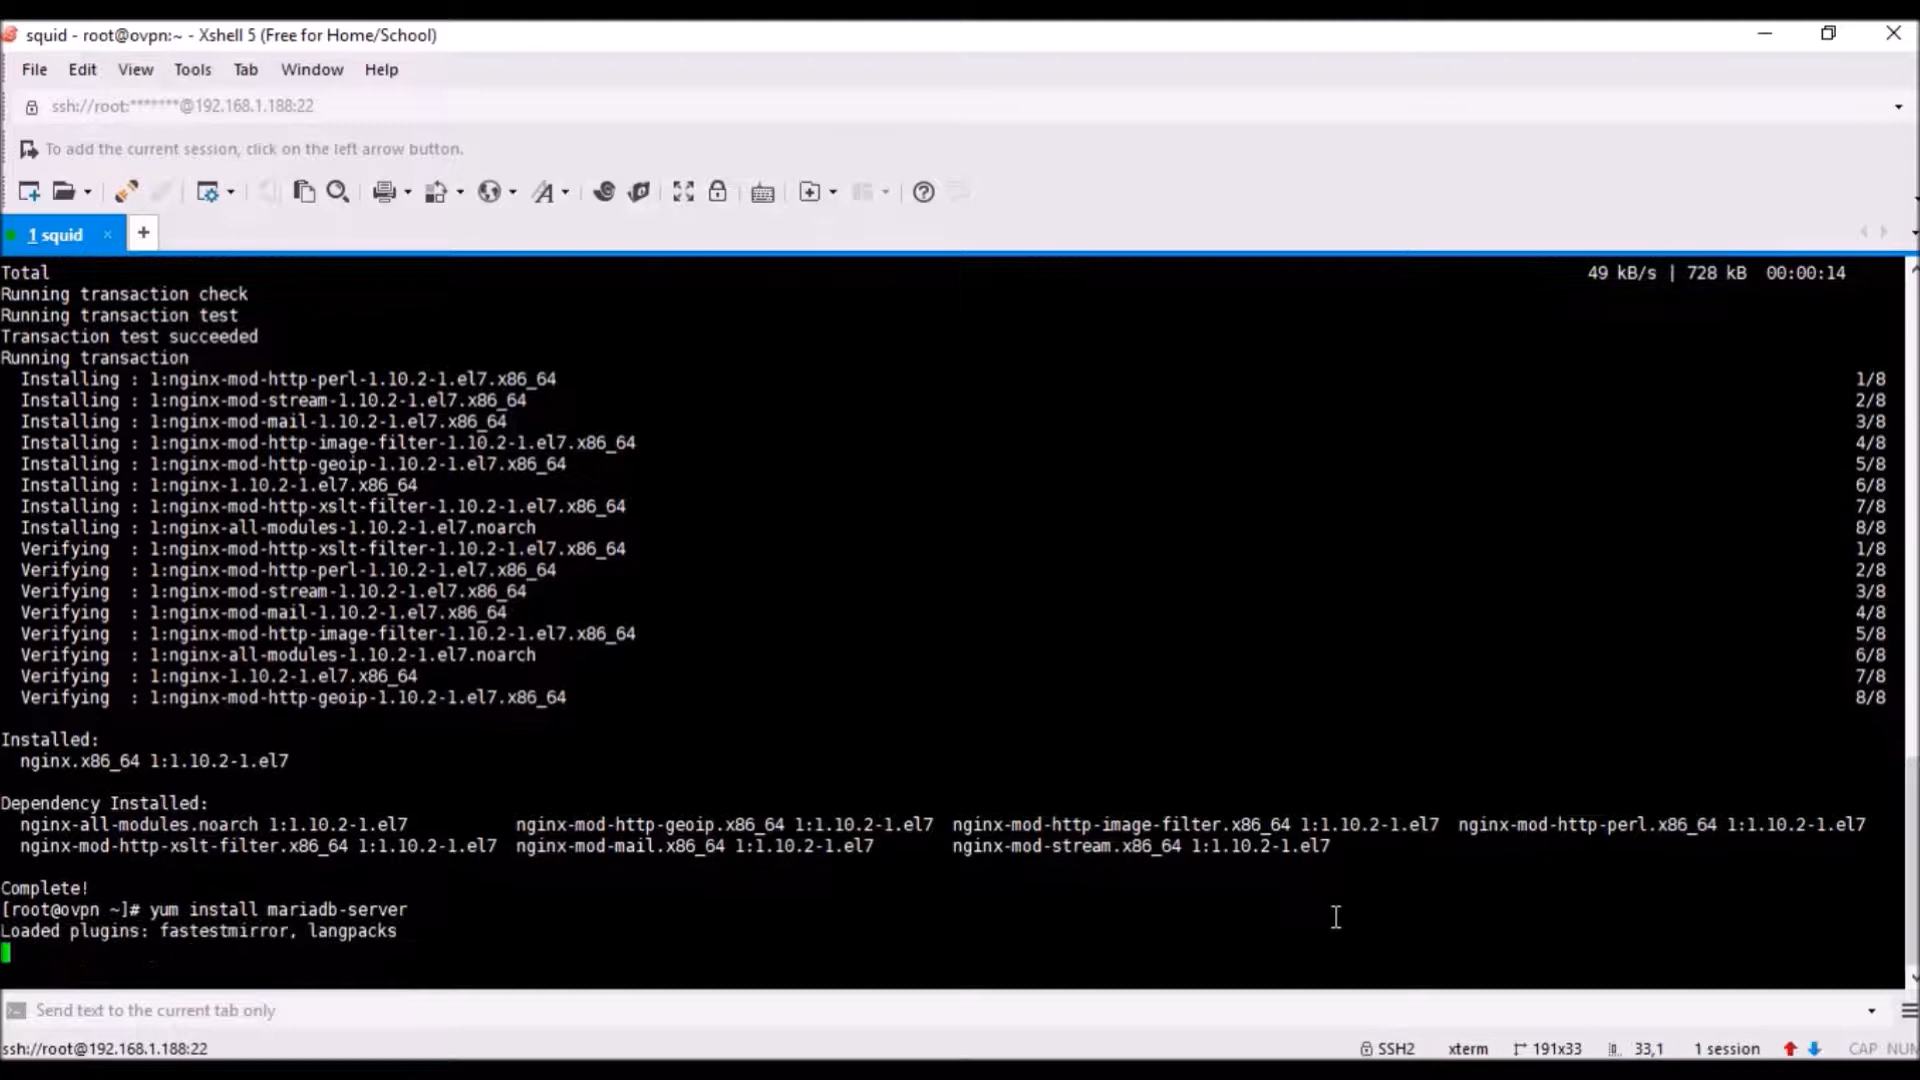 squid - root@ovpn:~ - Xshell 5 (Free for Home/School)
File Edit View Tools Tab Window Help
ssh://root:*******@192.168.1.188:22
To add the current session, click on the left arrow button.
1 squid × +
Total 49 kB/s | 728 kB 00:00:14
Running transaction check
Running transaction test
Transaction test succeeded
Running transaction
Installing : 1:nginx-mod-http-perl-1.10.2-1.el7.x86_64 1/8
Installing : 1:nginx-mod-stream-1.10.2-1.el7.x86_64 2/8
Installing : 1:nginx-mod-mail-1.10.2-1.el7.x86_64 3/8
Installing : 1:nginx-mod-http-image-filter-1.10.2-1.el7.x86_64 4/8
Installing : 1:nginx-mod-http-geoip-1.10.2-1.el7.x86_64 5/8
Installing : 1:nginx-1.10.2-1.el7.x86_64 6/8
Installing : 1:nginx-mod-http-xslt-filter-1.10.2-1.el7.x86_64 7/8
Installing : 1:nginx-all-modules-1.10.2-1.el7.noarch 8/8
Verifying : 1:nginx-mod-http-xslt-filter-1.10.2-1.el7.x86_64 1/8
Verifying : 1:nginx-mod-http-perl-1.10.2-1.el7.x86_64 2/8
Verifying : 1:nginx-mod-stream-1.10.2-1.el7.x86_64 3/8
Verifying : 1:nginx-mod-mail-1.10.2-1.el7.x86_64 4/8
Verifying : 1:nginx-mod-http-image-filter-1.10.2-1.el7.x86_64 5/8
Verifying : 1:nginx-all-modules-1.10.2-1.el7.noarch 6/8
Verifying : 1:nginx-1.10.2-1.el7.x86_64 7/8
Verifying : 1:nginx-mod-http-geoip-1.10.2-1.el7.x86_64 8/8
Installed:
nginx.x86_64 1:1.10.2-1.el7
Dependency Installed:
nginx-all-modules.noarch 1:1.10.2-1.el7 nginx-mod-http-geoip.x86_64 1:1.10.2-1.el7 nginx-mod-http-image-filter.x86_64 1:1.10.2-1.el7 nginx-mod-http-perl.x86_64 1:1.10.2-1.el7
nginx-mod-http-xslt-filter.x86_64 1:1.10.2-1.el7 nginx-mod-mail.x86_64 1:1.10.2-1.el7 nginx-mod-stream.x86_64 1:1.10.2-1.el7
Complete!
[root@ovpn ~]# yum install mariadb-server
Loaded plugins: fastestmirror, langpacks
Send text to the current tab only
ssh://root@192.168.1.188:22 SSH2 xterm 191x33 33,1 1 session CAP NUM